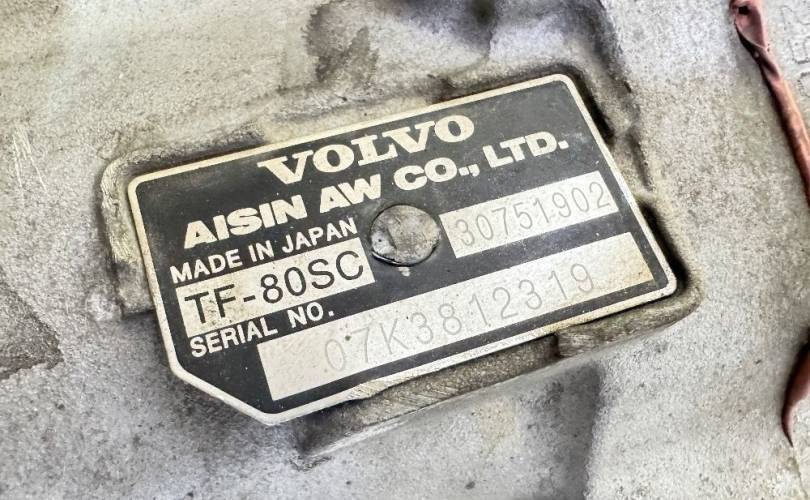 VOLVO
AISIN AW CO., LTD.
MADE IN JAPAN
30751902
TF-80SC
SERIAL NO.
07K3812319